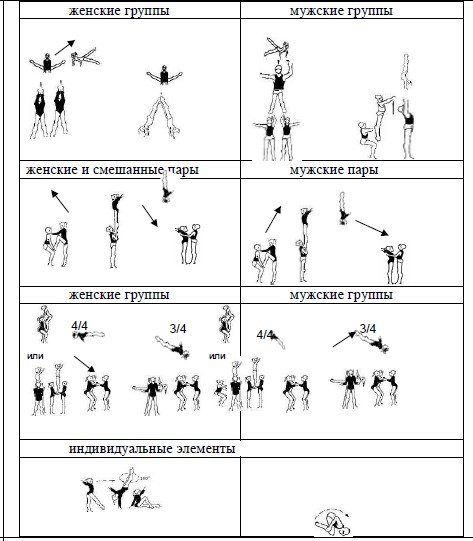 женские группы мужские группы
женские и смешанные пары мужские пары
женские группы мужские группы
4/4 3/4 4/4 3/4
или или
индивидуальные элементы
180°